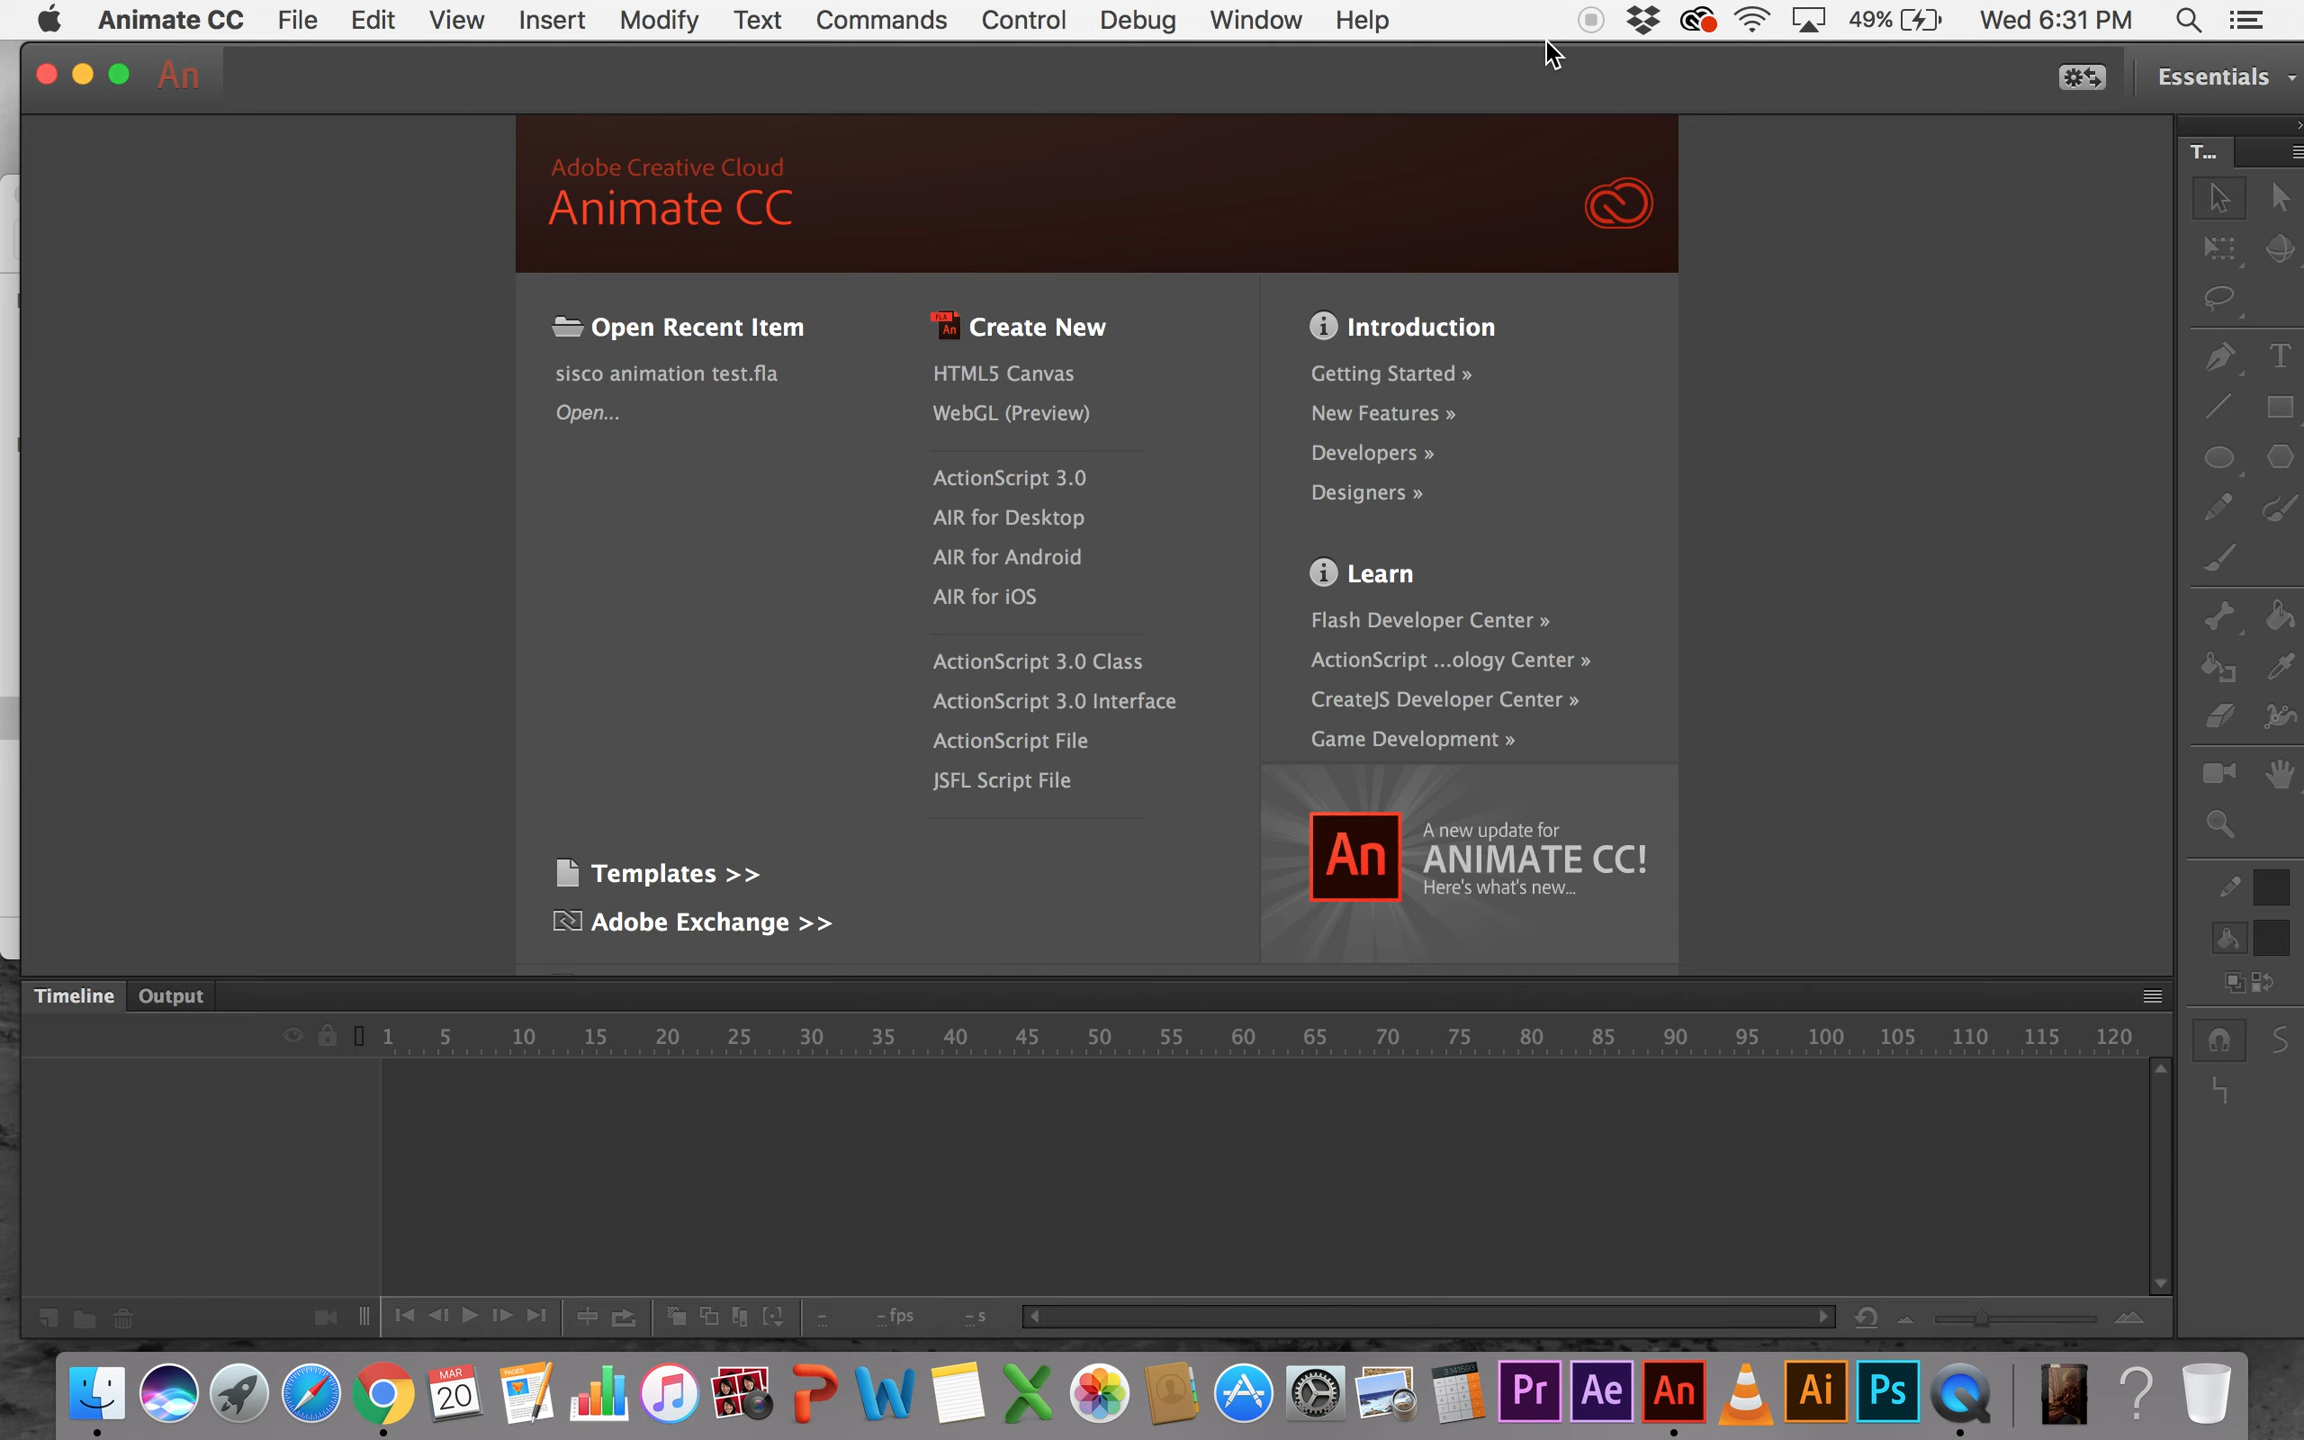 Animate CC File Edit View Insert Modify Text Commands Control Debug Window Help 49% Wed 6:31 PM
An Essentials
T...
Adobe Creative Cloud
Animate CC
Open Recent Item
sisco animation test.fla
Open...
Templates >>
Adobe Exchange >>
FLA
An
Create New
HTML5 Canvas
WebGL (Preview)
ActionScript 3.0
AIR for Desktop
AIR for Android
AIR for iOS
ActionScript 3.0 Class
ActionScript 3.0 Interface
ActionScript File
JSFL Script File
Introduction
Getting Started »
New Features »
Developers »
Designers »
Learn
Flash Developer Center »
ActionScript ...ology Center »
CreateJS Developer Center »
Game Development »
An
A new update for
ANIMATE CC!
Here's what's new...
Timeline Output
1 5 10 15 20 25 30 35 40 45 50 55 60 65 70 75 80 85 90 95 100 105 110 115 120
-- fps -- s
MAR
20
PAGES
3.141593
Pr Ae An Ai Ps